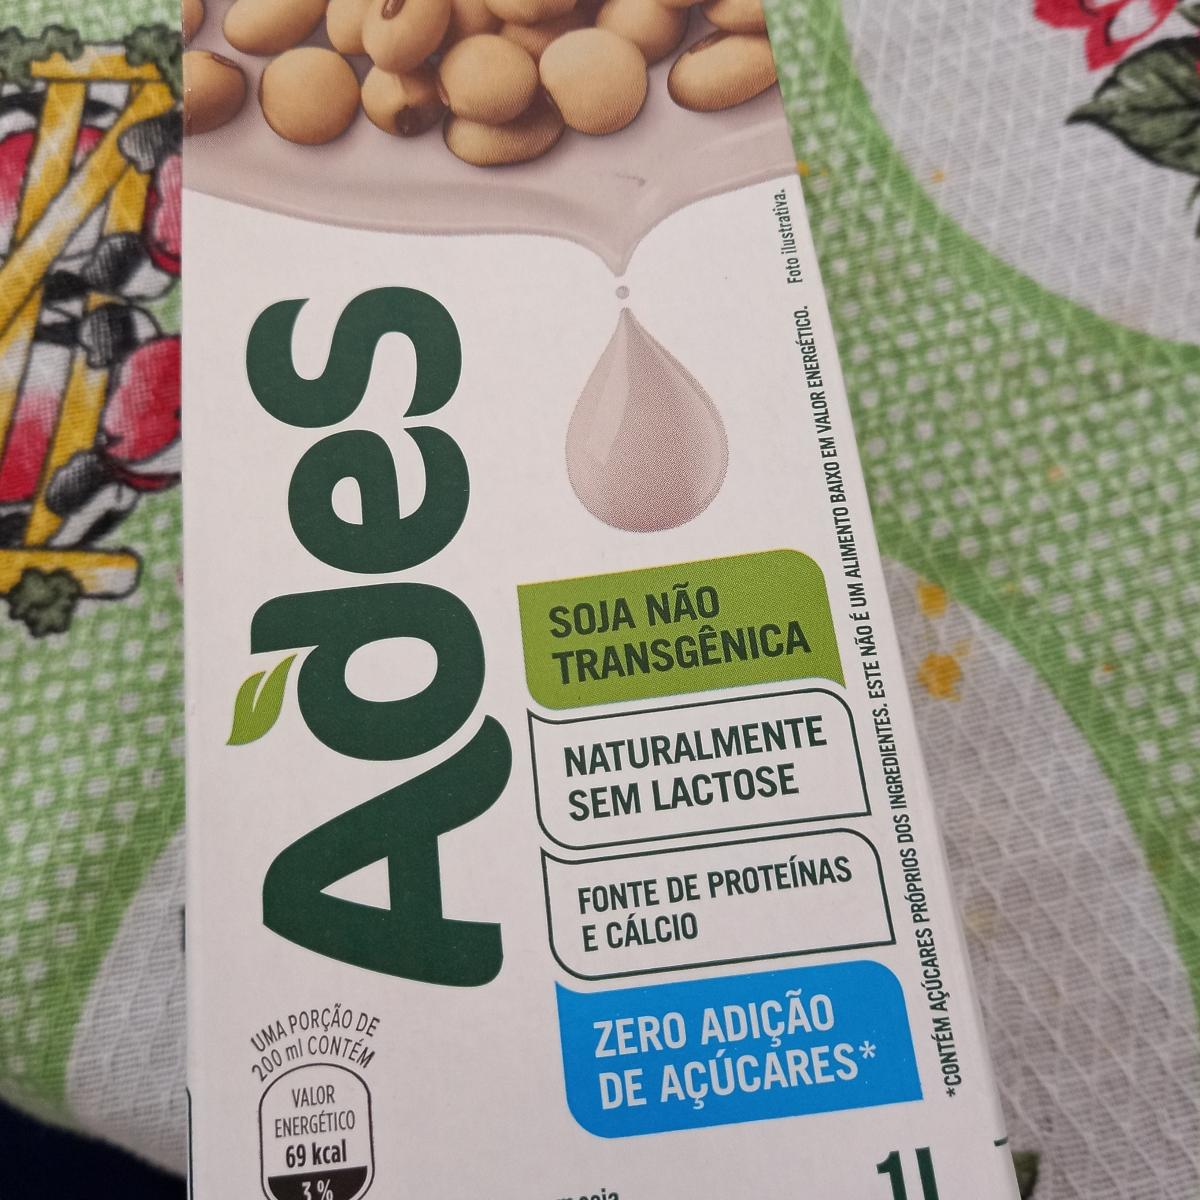 Foto ilustrativa.
Ades
SOJA NÃO
TRANSGÊNICA
NATURALMENTE
SEM LACTOSE
FONTE DE PROTEÍNAS
E CÁLCIO
ZERO ADIÇÃO
DE AÇÚCARES*
*CONTÉM AÇÚCARES PRÓPRIOS DOS INGREDIENTES. ESTE NÃO É UM ALIMENTO BAIXO EM VALOR ENERGÉTICO.
UMA PORÇÃO DE
200 ml CONTÉM
VALOR
ENERGÉTICO
69 kcal
3 %
1L